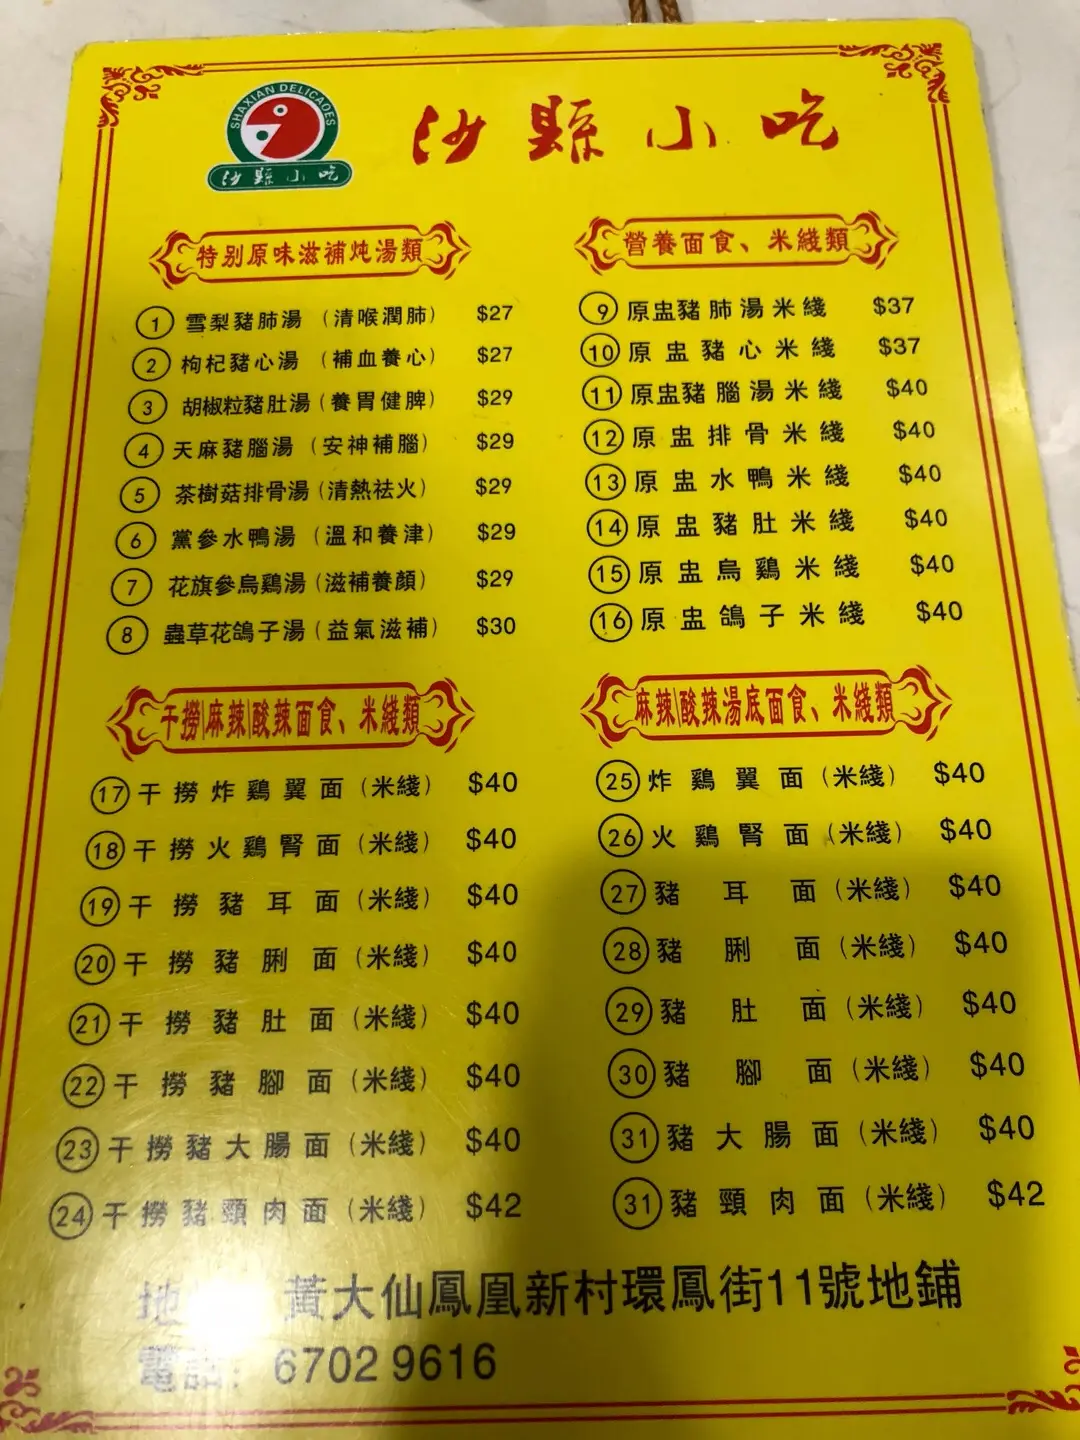 SHAXIAN DELICAOES
沙縣小吃
沙縣小吃
特别原味滋補炖湯類
① 雪梨豬肺湯 (清喉潤肺) $27
② 枸杞豬心湯 (補血養心) $27
③ 胡椒粒豬肚湯 (養胃健脾) $29
④ 天麻豬腦湯 (安神補腦) $29
⑤ 茶樹菇排骨湯 (清熱祛火) $29
⑥ 黨參水鴨湯 (溫和養津) $29
⑦ 花旗參烏鷄湯 (滋補養顔) $29
⑧ 蟲草花鴿子湯 (益氣滋補) $30
營養面食、米綫類
⑨ 原盅豬肺湯米綫 $37
⑩ 原盅豬心米綫 $37
⑪ 原盅豬腦湯米綫 $40
⑫ 原盅排骨米綫 $40
⑬ 原盅水鴨米綫 $40
⑭ 原盅豬肚米綫 $40
⑮ 原盅烏鷄米綫 $40
⑯ 原盅鴿子米綫 $40
干撈|麻辣|酸辣面食、米綫類
⑰ 干撈炸鷄翼面 (米綫) $40
⑱ 干撈火鷄腎面 (米綫) $40
⑲ 干撈豬耳面 (米綫) $40
⑳ 干撈豬脷面 (米綫) $40
㉑ 干撈豬肚面 (米綫) $40
㉒ 干撈豬腳面 (米綫) $40
㉓ 干撈豬大腸面 (米綫) $40
㉔ 干撈豬頸肉面 (米綫) $42
麻辣|酸辣湯底面食、米綫類
㉕ 炸鷄翼面 (米綫) $40
㉖ 火鷄腎面 (米綫) $40
㉗ 豬耳面 (米綫) $40
㉘ 豬脷面 (米綫) $40
㉙ 豬肚面 (米綫) $40
㉚ 豬腳面 (米綫) $40
㉛ 豬大腸面 (米綫) $40
㉛ 豬頸肉面 (米綫) $42
地 黃大仙鳳凰新村環鳳街11號地鋪
電話: 6702 9616